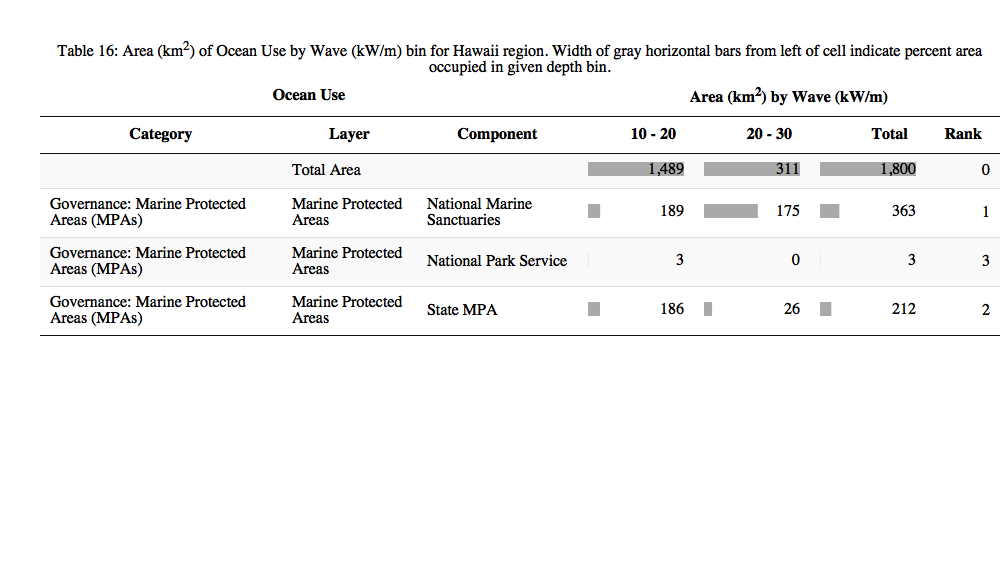 Table 16: Area (km2) of Ocean Use by Wave (kW/m) bin for Hawaii region. Width of gray horizontal bars from left of cell indicate percent area
occupied in given depth bin.
Ocean Use Area (km2) by Wave (kW/m)
Category Layer Component 10 - 20 20 - 30 Total Rank
Total Area 1,489 311 1,800 0
Governance: Marine Protected Marine Protected National Marine
Areas (MPAs) Areas Sanctuaries 189 175 363 1
Governance: Marine Protected Marine Protected
Areas (MPAs) Areas National Park Service 3 0 3 3
Governance: Marine Protected Marine Protected
Areas (MPAs) Areas State MPA 186 26 212 2